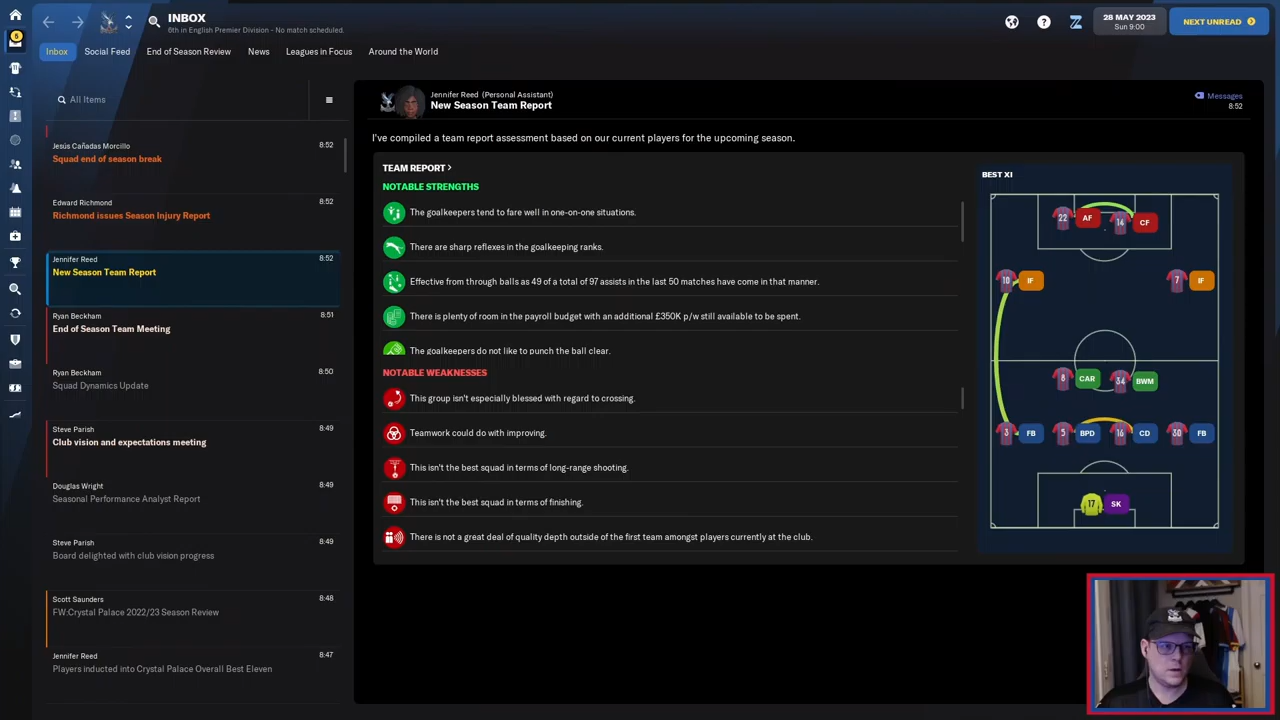 INBOX
6th in English Premier Division - No match scheduled.
28 MAY 2023
Sun 9:00
NEXT UNREAD
5
Inbox
Social Feed
End of Season Review
News
Leagues in Focus
Around the World
All Items
Jesús Cañadas Morcillo
8:52
Squad end of season break
Edward Richmond
8:52
Richmond issues Season Injury Report
Jennifer Reed
8:52
New Season Team Report
Ryan Beckham
8:51
End of Season Team Meeting
Ryan Beckham
8:50
Squad Dynamics Update
Steve Parish
8:49
Club vision and expectations meeting
Douglas Wright
8:49
Seasonal Performance Analyst Report
Steve Parish
8:49
Board delighted with club vision progress
Scott Saunders
8:48
FW:Crystal Palace 2022/23 Season Review
Jennifer Reed
8:47
Players inducted into Crystal Palace Overall Best Eleven
Jennifer Reed (Personal Assistant)
New Season Team Report
Messages
8:52
I've compiled a team report assessment based on our current players for the upcoming season.
TEAM REPORT >
NOTABLE STRENGTHS
The goalkeepers tend to fare well in one-on-one situations.
There are sharp reflexes in the goalkeeping ranks.
Effective from through balls as 49 of a total of 97 assists in the last 50 matches have come in that manner.
There is plenty of room in the payroll budget with an additional £350K p/w still available to be spent.
The goalkeepers do not like to punch the ball clear.
NOTABLE WEAKNESSES
This group isn't especially blessed with regard to crossing.
Teamwork could do with improving.
This isn't the best squad in terms of long-range shooting.
This isn't the best squad in terms of finishing.
There is not a great deal of quality depth outside of the first team amongst players currently at the club.
BEST XI
22 AF
14 CF
10 IF
7 IF
8 CAR
34 BWM
3 FB
5 BPD
16 CD
30 FB
17 SK